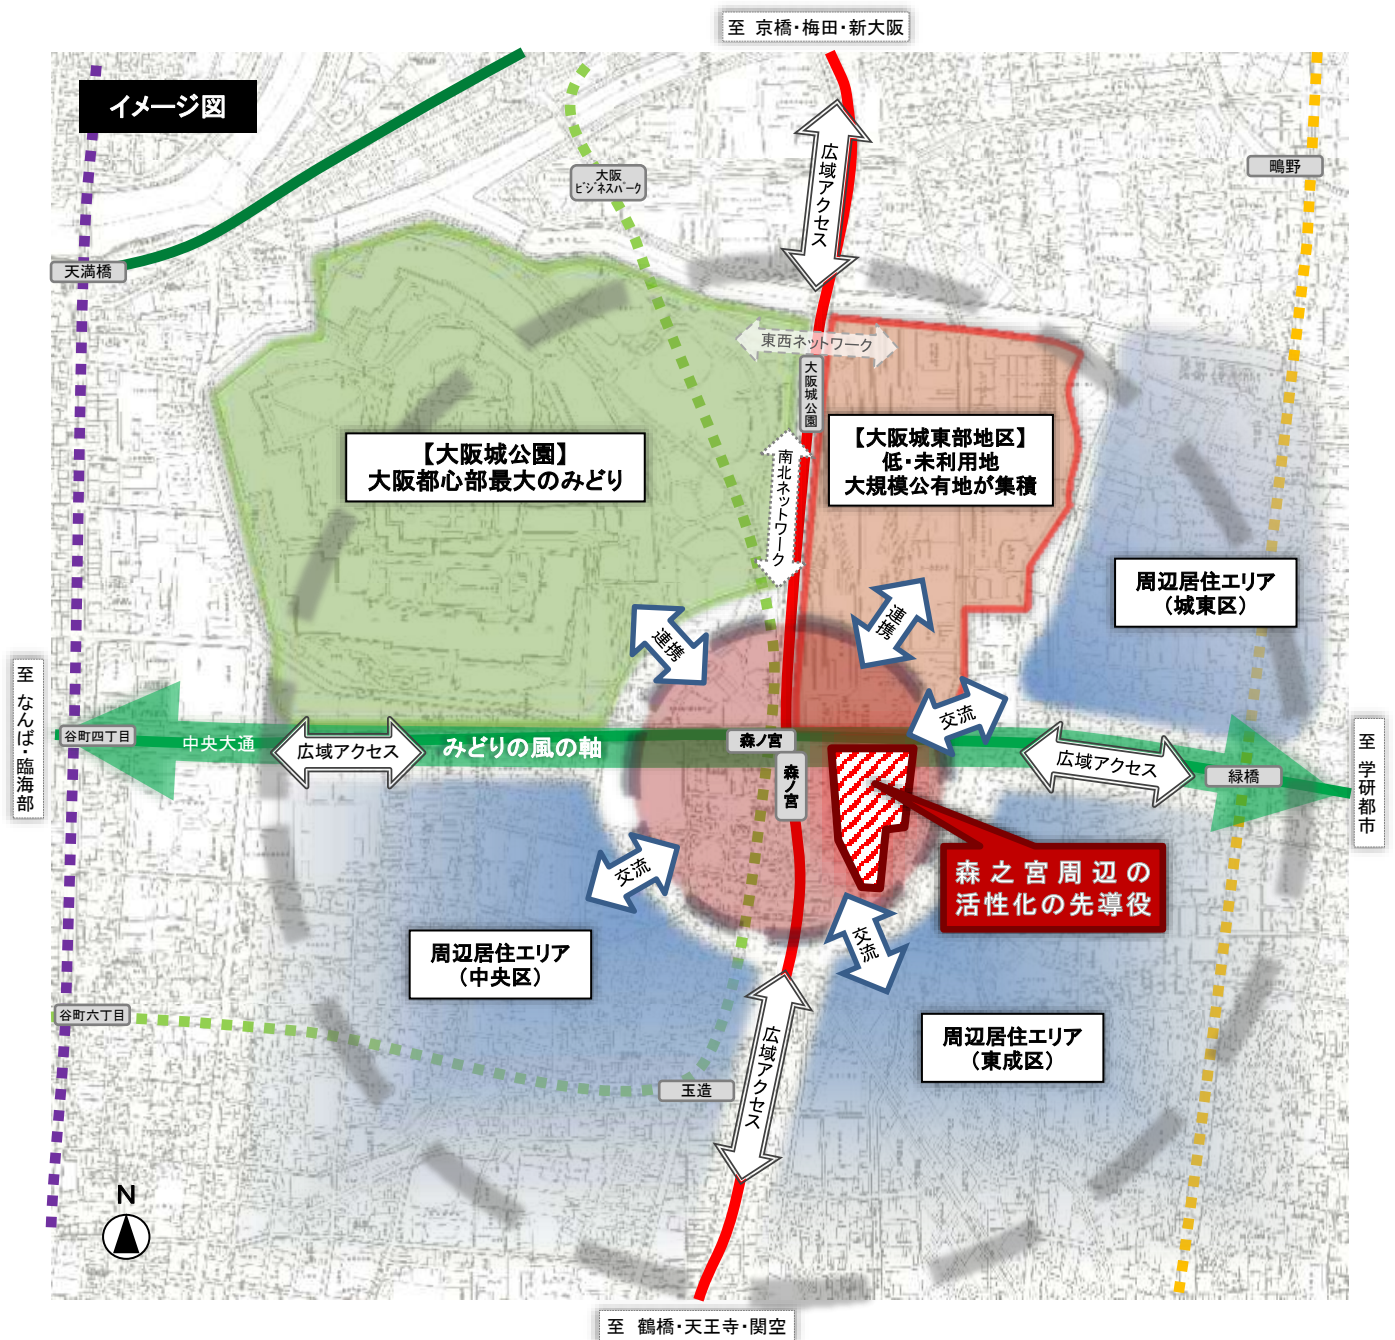 至 京橋・梅田・新大阪
イメージ図
広域アクセス
鴫野
大阪
ビジネスパーク
天満橋
東西ネットワーク
大阪城公園
【大阪城公園】
大阪都心部最大のみどり
【大阪城東部地区】
低・未利用地
大規模公有地が集積
南北ネットワーク
周辺居住エリア
（城東区）
連携
連携
至 なんば・臨海部
谷町四丁目
中央大通
広域アクセス
みどりの風の軸
森ノ宮
森ノ宮
交流
広域アクセス
緑橋
至 学研都市
森之宮周辺の
活性化の先導役
交流
交流
周辺居住エリア
（中央区）
谷町六丁目
広域アクセス
周辺居住エリア
（東成区）
玉造
N
至 鶴橋・天王寺・関空